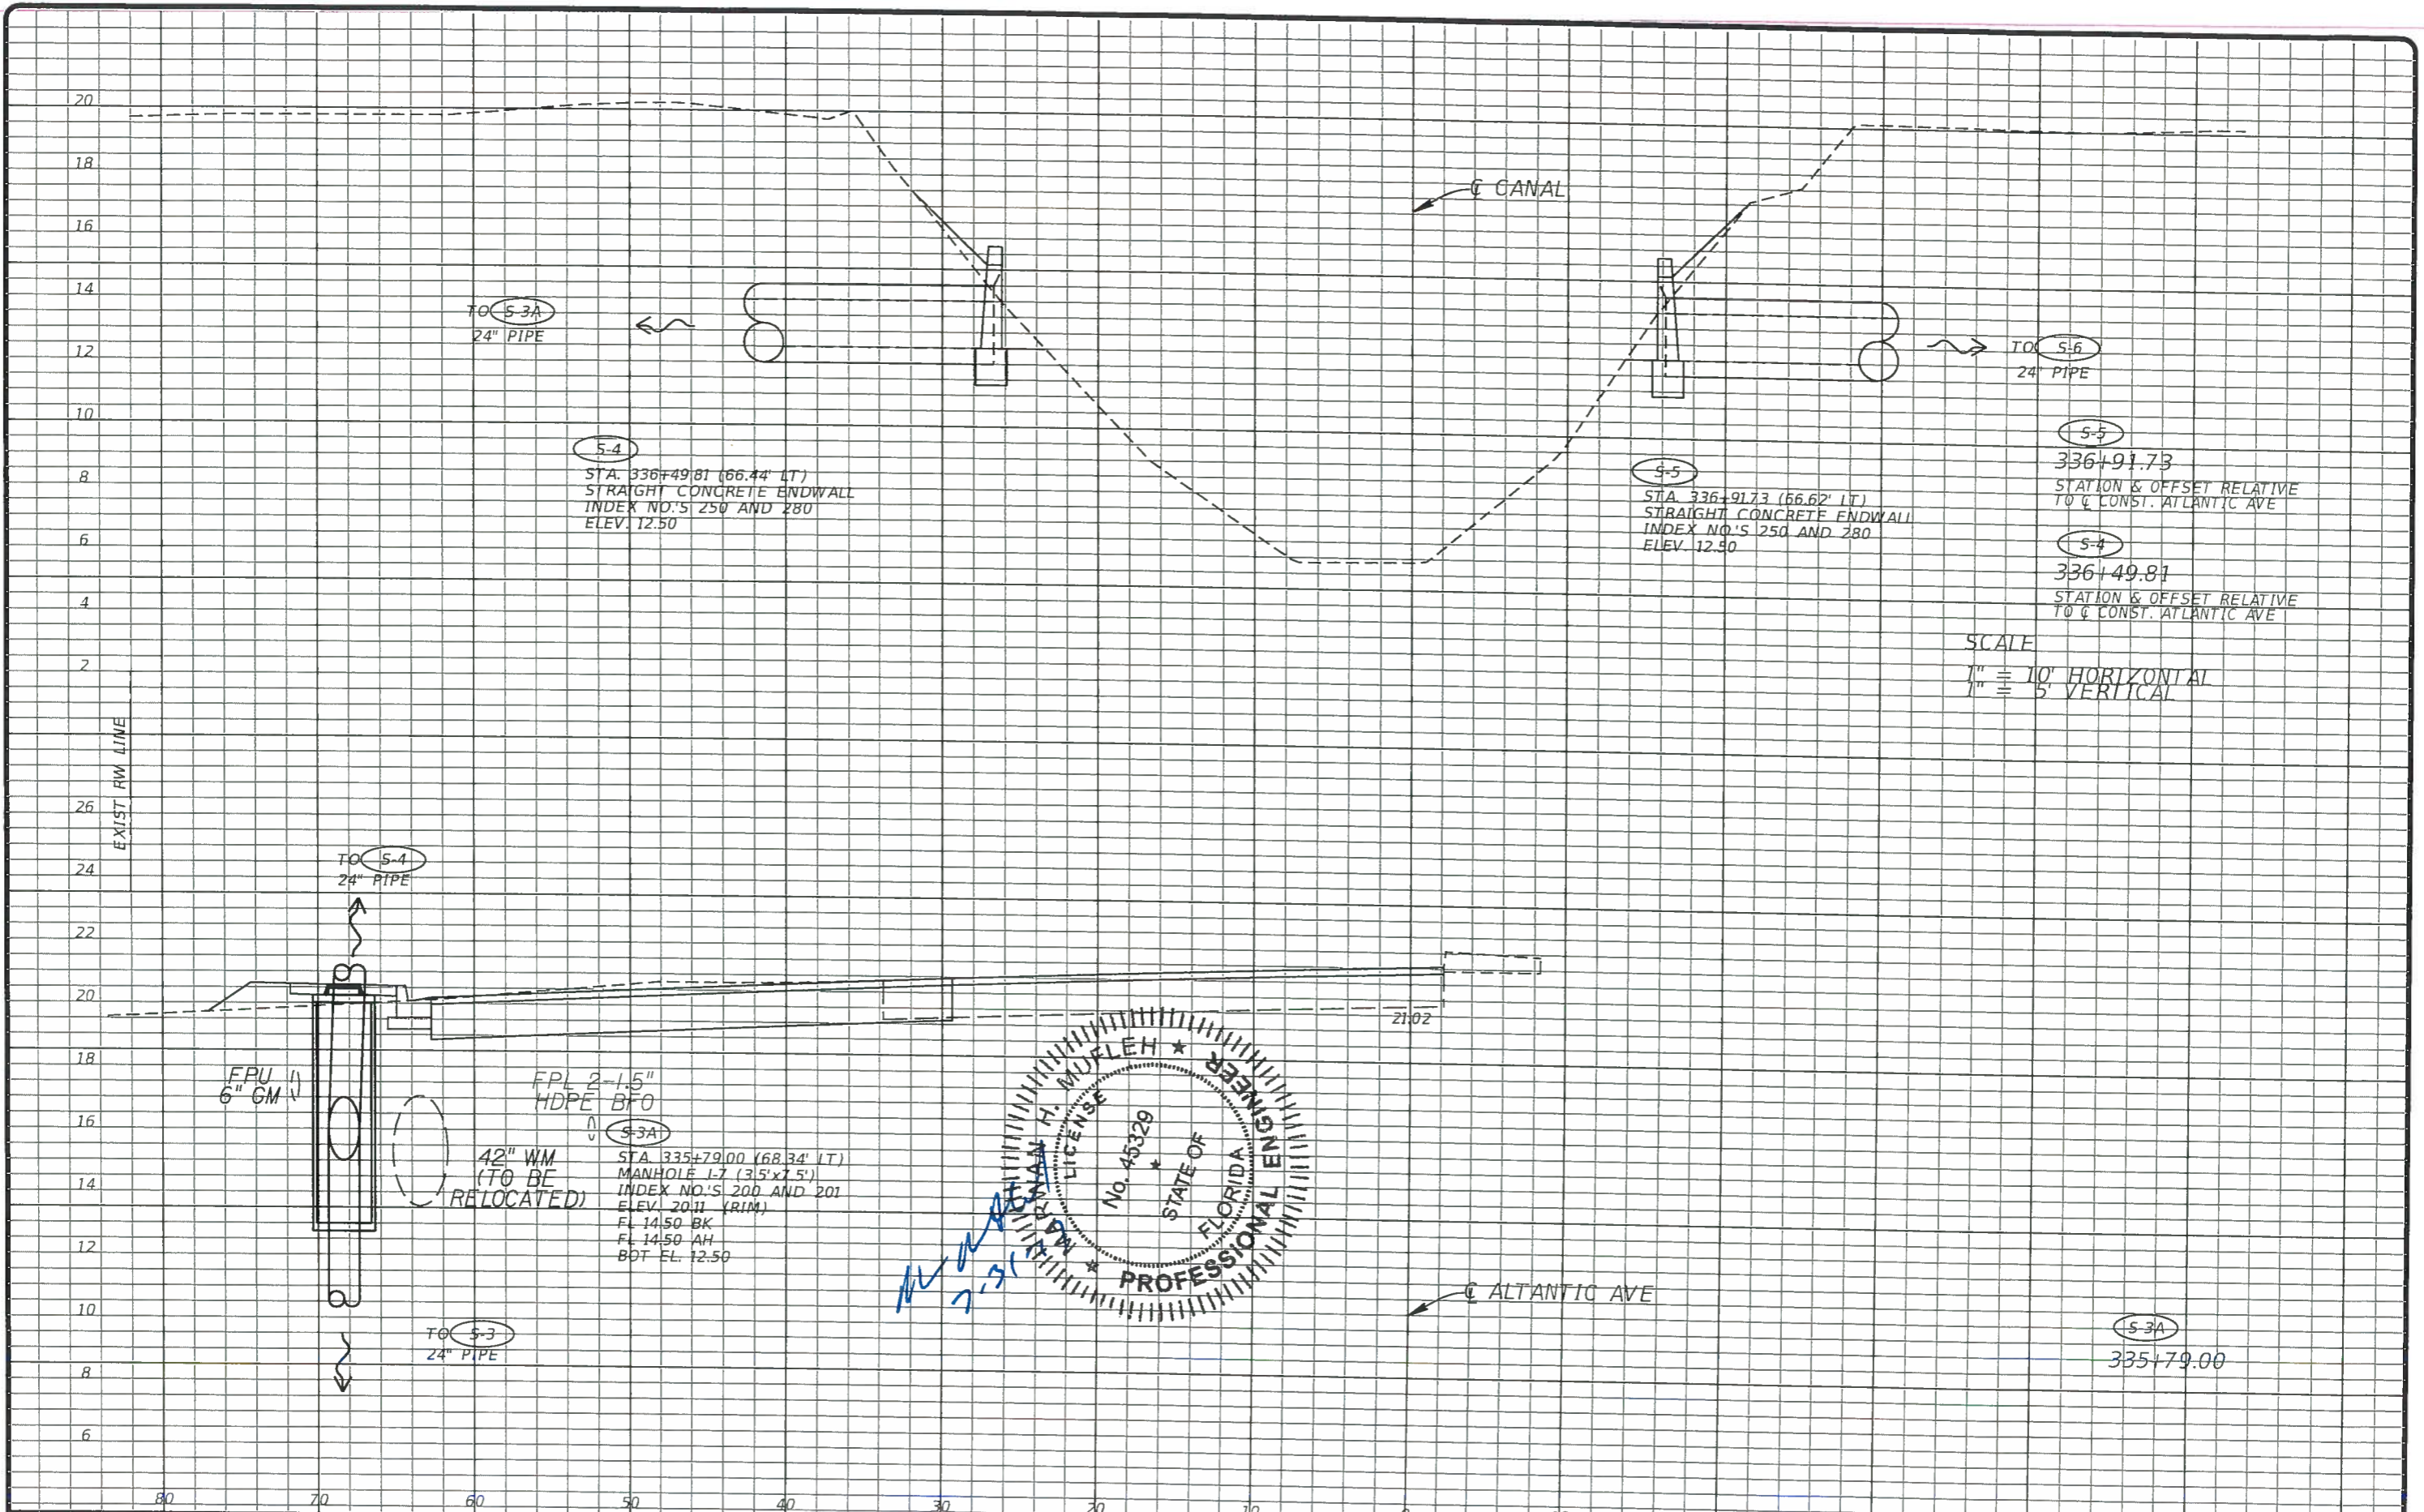 20
18
16
14
12
10
8
6
4
2
℄ CANAL
TO S-3A
24" PIPE
TO S-6
24" PIPE
S-4
STA. 336+49.81 (66.44' LT)
STRAIGHT CONCRETE ENDWALL
INDEX NO.'S 250 AND 280
ELEV. 12.50
S-5
STA. 336+91.73 (66.62' LT)
STRAIGHT CONCRETE ENDWALL
INDEX NO.'S 250 AND 280
ELEV. 12.50
S-5
336+91.73
STATION & OFFSET RELATIVE
TO ℄ CONST. ATLANTIC AVE
S-4
336+49.81
STATION & OFFSET RELATIVE
TO ℄ CONST. ATLANTIC AVE
SCALE
1" = 10' HORIZONTAL
1" = 5' VERTICAL
EXIST RW LINE
26
24
22
20
18
16
14
12
10
8
6
TO S-4
24" PIPE
21.02
FPU
6" GM
FPL 2-1.5"
HDPE BFO
42" WM
(TO BE
RELOCATED)
S-3A
STA. 335+79.00 (68.34' LT)
MANHOLE J-7 (3.5'x7.5')
INDEX NO.'S 200 AND 201
ELEV. 20.11 (RIM)
FL 14.50 BK
FL 14.50 AH
BOT EL. 12.50
MARWAN H. MUFLEH ★
PROFESSIONAL ENGINEER ★
LICENSE
No. 45329
★
STATE OF
FLORIDA
℄ ALTANTIC AVE
TO S-3
24" PIPE
S-3A
335+79.00
80 70 60 50 40 30 20 10 0